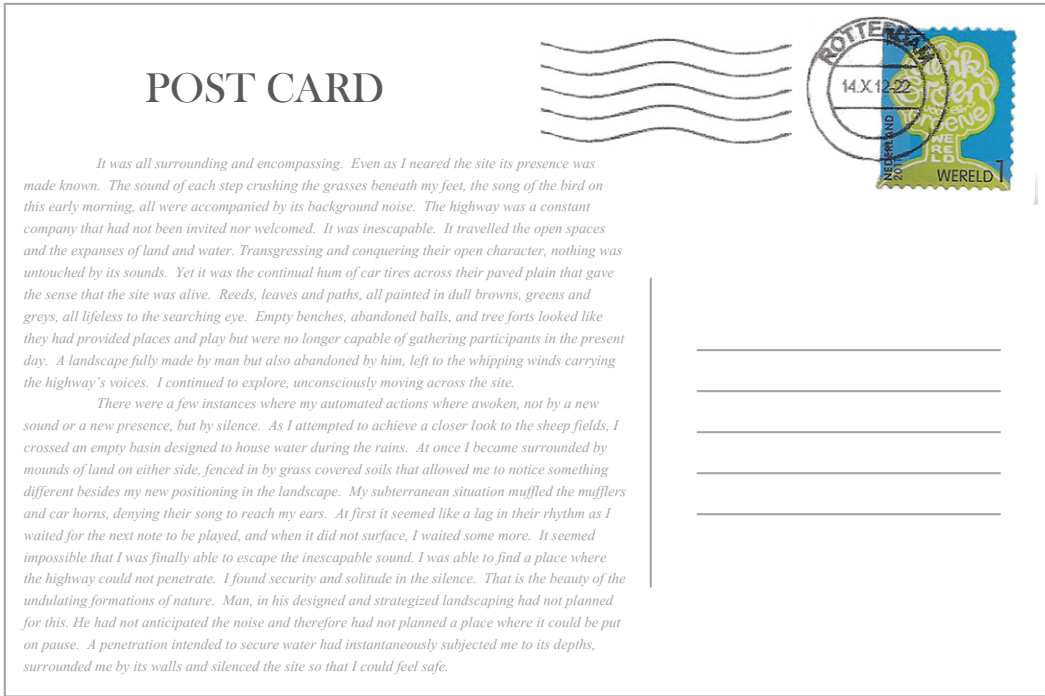 POST CARD
ROTTERDAM
14.X.12-22
denk
groen
voor een
groene
WE
RE
LD
NEDERLAND
2011
WERELD 1
It was all surrounding and encompassing. Even as I neared the site its presence was
made known. The sound of each step crushing the grasses beneath my feet, the song of the bird on
this early morning, all were accompanied by its background noise. The highway was a constant
company that had not been invited nor welcomed. It was inescapable. It travelled the open spaces
and the expanses of land and water. Transgressing and conquering their open character, nothing was
untouched by its sounds. Yet it was the continual hum of car tires across their paved plain that gave
the sense that the site was alive. Reeds, leaves and paths, all painted in dull browns, greens and
greys, all lifeless to the searching eye. Empty benches, abandoned balls, and tree forts looked like
they had provided places and play but were no longer capable of gathering participants in the present
day. A landscape fully made by man but also abandoned by him, left to the whipping winds carrying
the highway's voices. I continued to explore, unconsciously moving across the site.
There were a few instances where my automated actions where awoken, not by a new
sound or a new presence, but by silence. As I attempted to achieve a closer look to the sheep fields, I
crossed an empty basin designed to house water during the rains. At once I became surrounded by
mounds of land on either side, fenced in by grass covered soils that allowed me to notice something
different besides my new positioning in the landscape. My subterranean situation muffled the mufflers
and car horns, denying their song to reach my ears. At first it seemed like a lag in their rhythm as I
waited for the next note to be played, and when it did not surface, I waited some more. It seemed
impossible that I was finally able to escape the inescapable sound. I was able to find a place where
the highway could not penetrate. I found security and solitude in the silence. That is the beauty of the
undulating formations of nature. Man, in his designed and strategized landscaping had not planned
for this. He had not anticipated the noise and therefore had not planned a place where it could be put
on pause. A penetration intended to secure water had instantaneously subjected me to its depths,
surrounded me by its walls and silenced the site so that I could feel safe.